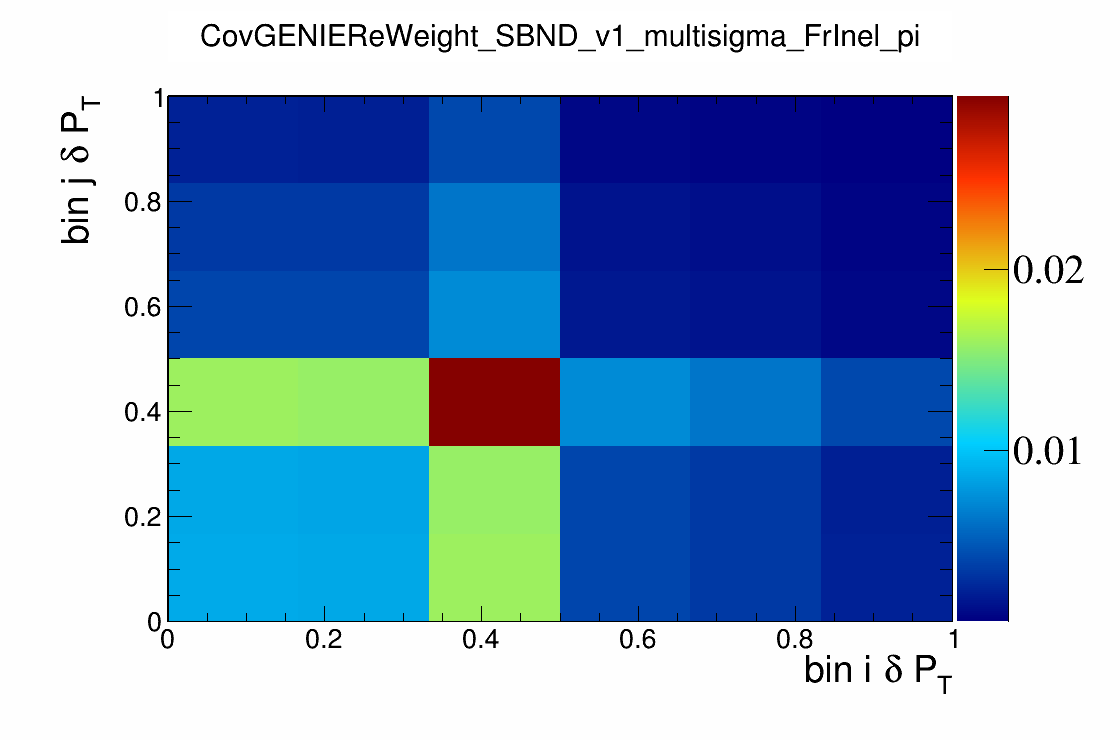 CovGENIEReWeight_SBND_v1_multisigma_FrInel_pi
bin j δ P_T
1
0.8
0.6
0.4
0.2
0
0 0.2 0.4 0.6 0.8 1
bin i δ P_T
0.02
0.01